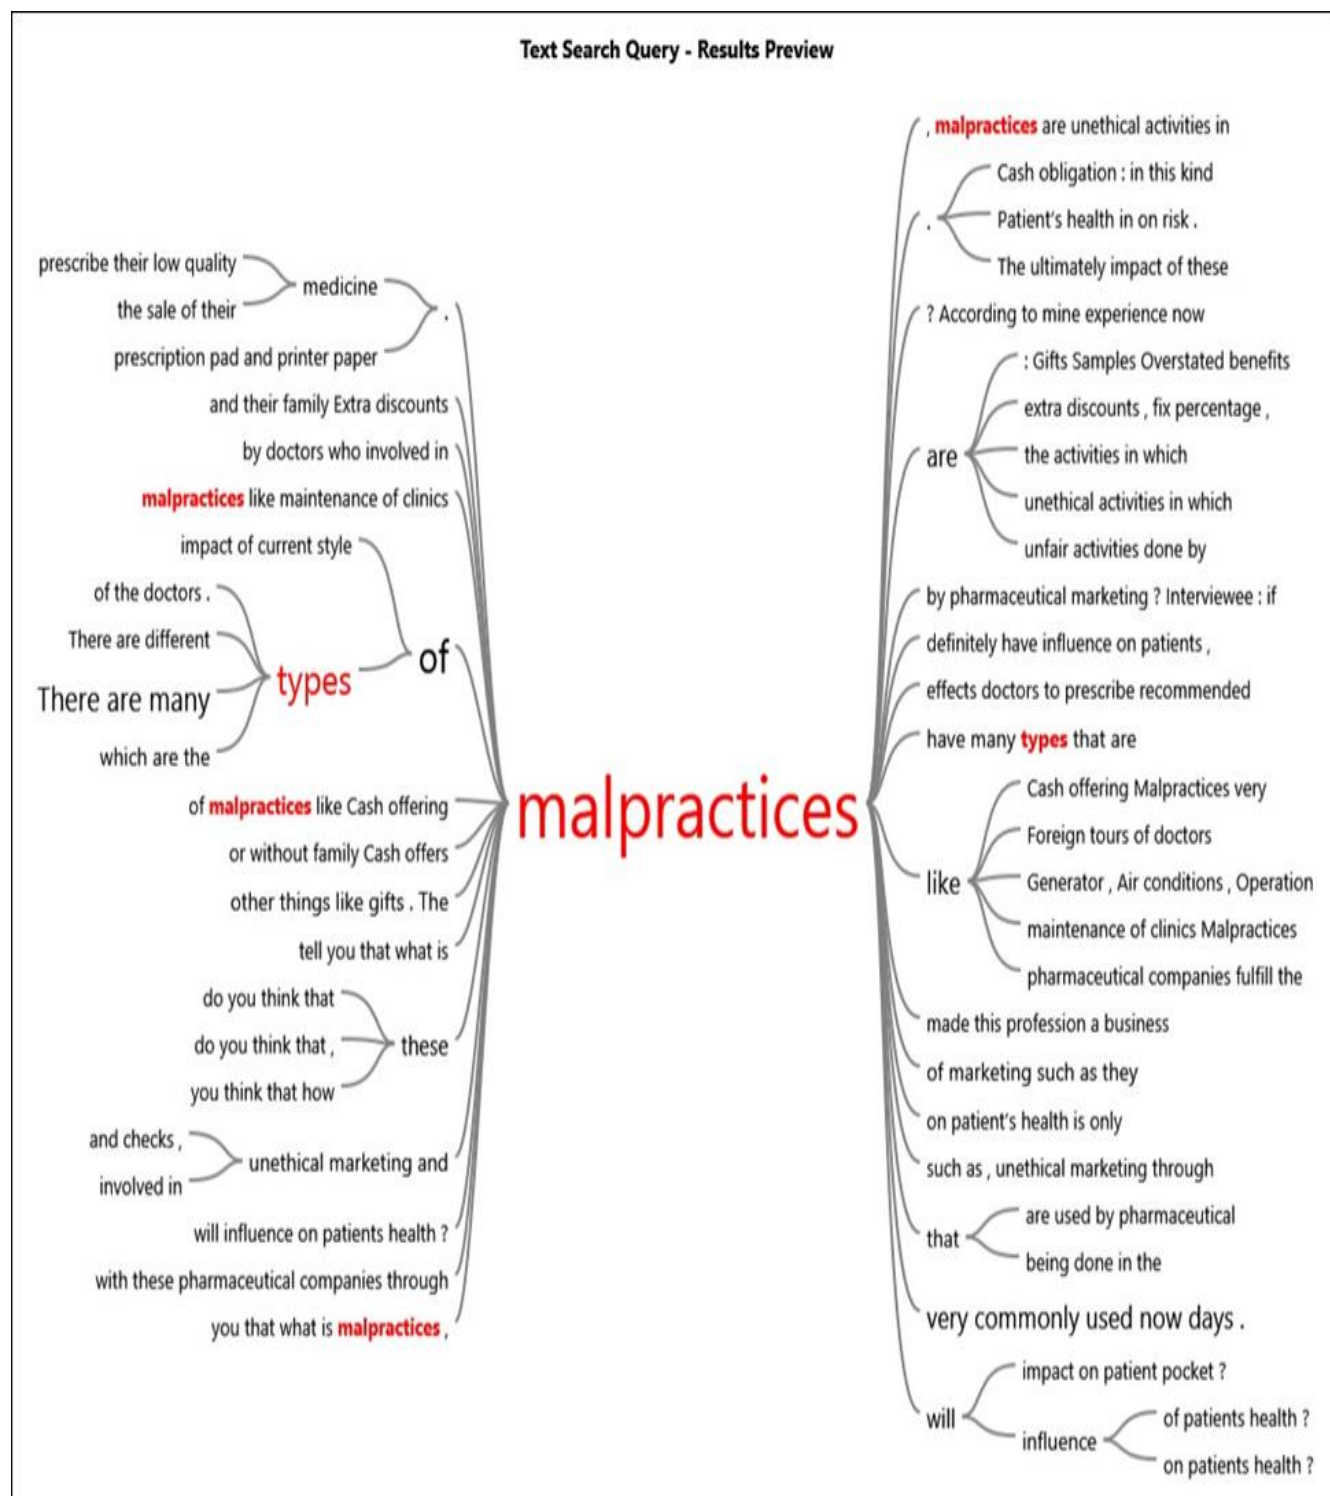 Text Search Query - Results Preview
prescribe their low quality
the sale of their
medicine
prescription pad and printer paper
.
and their family Extra discounts
by doctors who involved in
malpractices like maintenance of clinics
impact of current style
of the doctors .
There are different
There are many
which are the
types
of
of malpractices like Cash offering
or without family Cash offers
other things like gifts . The
tell you that what is
do you think that
do you think that ,
you think that how
these
and checks ,
involved in
unethical marketing and
will influence on patients health ?
with these pharmaceutical companies through
you that what is malpractices ,
malpractices
, malpractices are unethical activities in
.
Cash obligation : in this kind
Patient's health in on risk .
The ultimately impact of these
? According to mine experience now
are
: Gifts Samples Overstated benefits
extra discounts , fix percentage ,
the activities in which
unethical activities in which
unfair activities done by
by pharmaceutical marketing ? Interviewee : if
definitely have influence on patients ,
effects doctors to prescribe recommended
have many types that are
like
Cash offering Malpractices very
Foreign tours of doctors
Generator , Air conditions , Operation
maintenance of clinics Malpractices
pharmaceutical companies fulfill the
made this profession a business
of marketing such as they
on patient's health is only
such as , unethical marketing through
that
are used by pharmaceutical
being done in the
very commonly used now days .
will
impact on patient pocket ?
influence
of patients health ?
on patients health ?